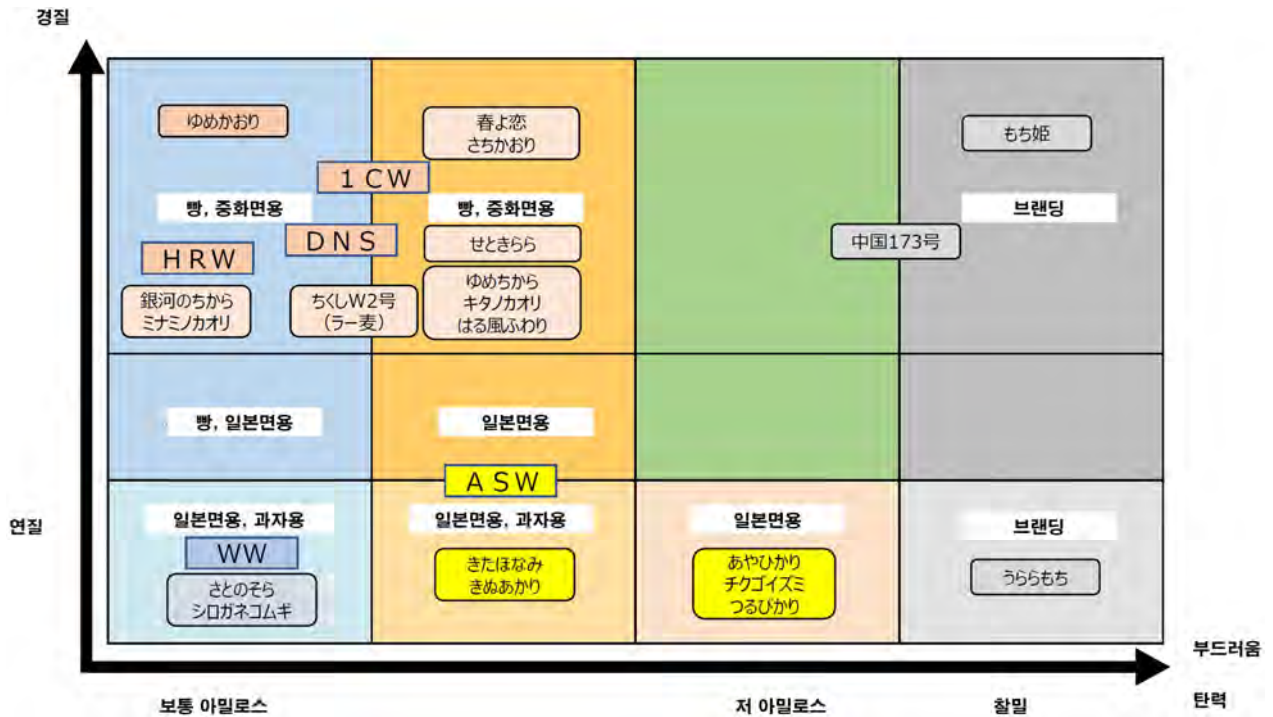 경질
ゆめかおり
春よ恋
さちかおり
もち姫
1 CW
빵, 중화면용
빵, 중화면용
브랜딩
DNS
せときらら
中国173号
HRW
ゆめちから
キタノカオリ
はる風ふわり
銀河のちから
ミナミノカオリ
ちくしW2号
(ラー麦)
빵, 일본면용
일본면용
ASW
연질
일본면용, 과자용
일본면용, 과자용
일본면용
브랜딩
WW
さとのそら
シロガネコムギ
きたほなみ
きぬあかり
あやひかり
チクゴイズミ
つるぴかり
うららもち
부드러움
보통 아밀로스
저 아밀로스
찰밀
탄력